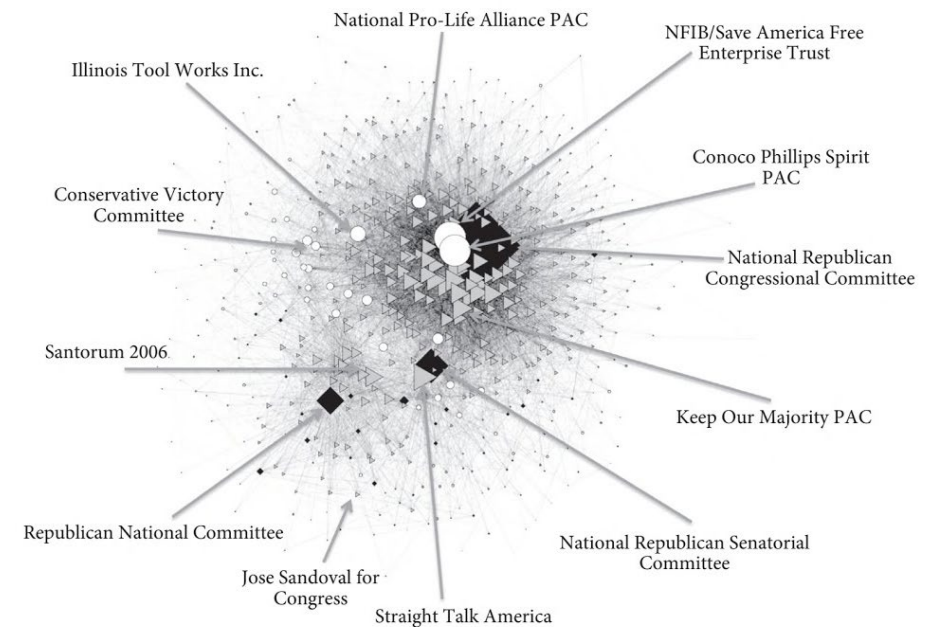 National Pro-Life Alliance PAC
NFIB/Save America Free
Enterprise Trust
Illinois Tool Works Inc.
Conoco Phillips Spirit
PAC
Conservative Victory
Committee
National Republican
Congressional Committee
Santorum 2006
Keep Our Majority PAC
Republican National Committee
National Republican Senatorial
Committee
Jose Sandoval for
Congress
Straight Talk America